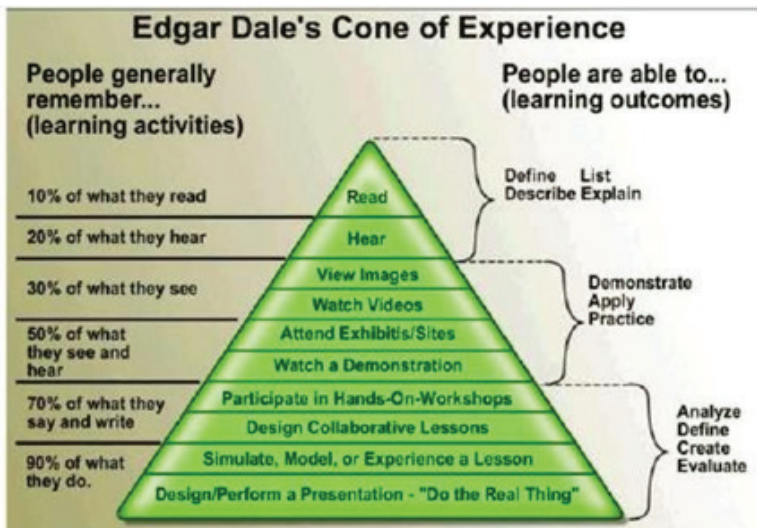 Edgar Dale's Cone of Experience
People generally
remember...
(learning activities)
People are able to...
(learning outcomes)
10% of what they read
20% of what they hear
30% of what they see
50% of what
they see and
hear
70% of what they
say and write
90% of what
they do.
Read
Hear
View Images
Watch Videos
Attend Exhibitis/Sites
Watch a Demonstration
Participate in Hands-On-Workshops
Design Collaborative Lessons
Simulate, Model, or Experience a Lesson
Design/Perform a Presentation - "Do the Real Thing"
Define List
Describe Explain
Demonstrate
Apply
Practice
Analyze
Define
Create
Evaluate